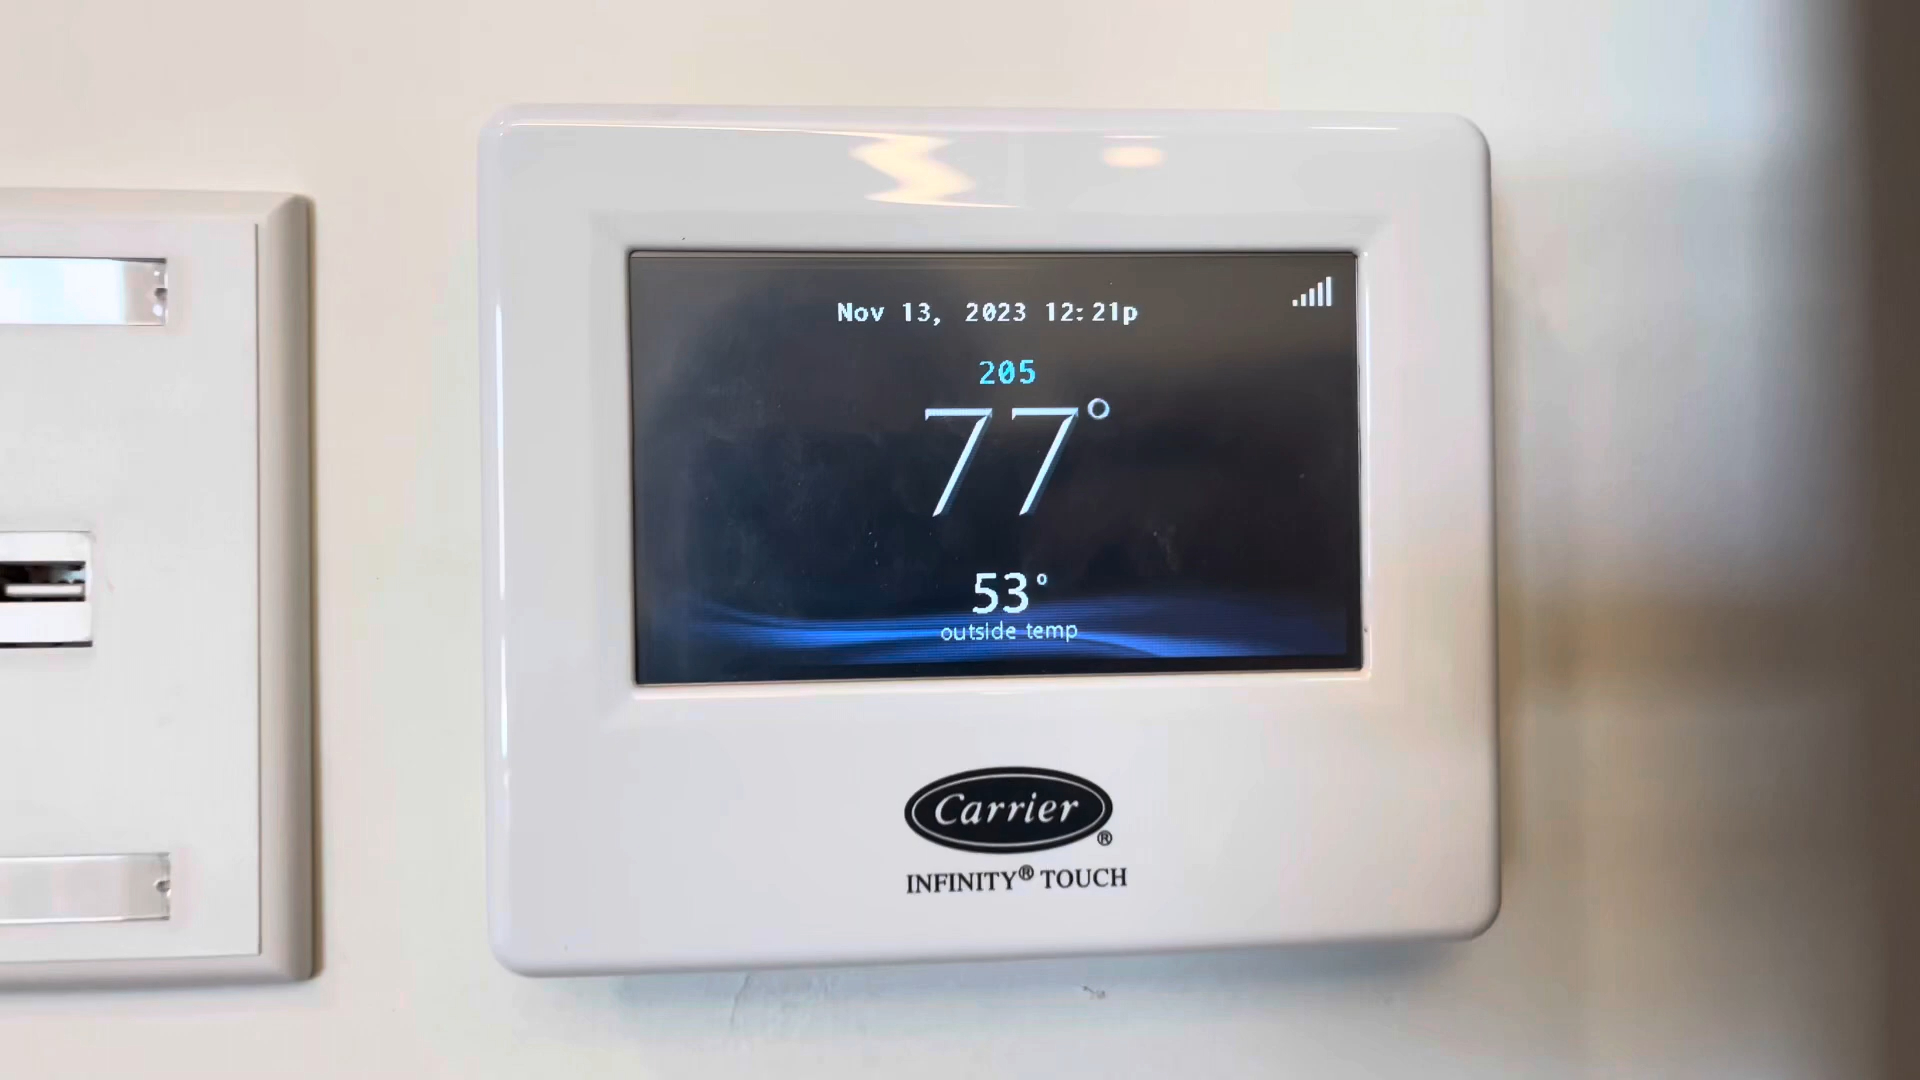 Nov 13, 2023 12:21p
205
77°
53°
outside temp
Carrier®
INFINITY® TOUCH